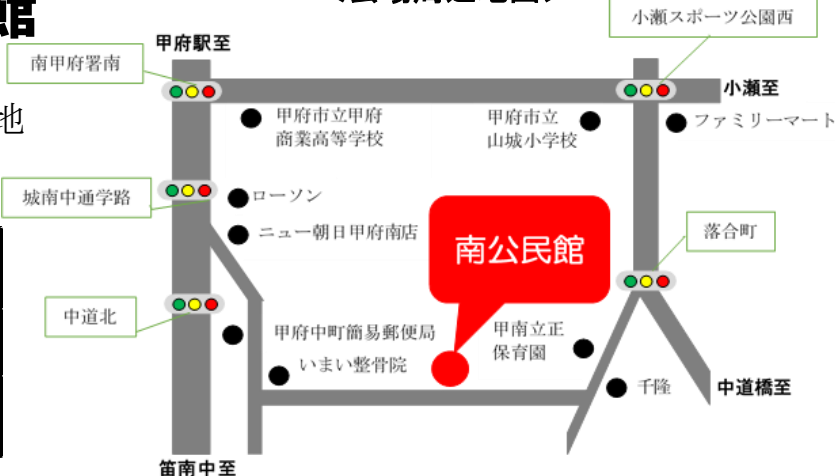 館
地
小瀬スポーツ公園西
甲府駅至
南甲府署南
小瀬至
甲府市立甲府
商業高等学校
甲府市立
山城小学校
ファミリーマート
城南中通学路
ローソン
ニュー朝日甲府南店
南公民館
落合町
中道北
甲府中町簡易郵便局
いまい整骨院
甲南立正
保育園
千隆
中道橋至
笛南中至